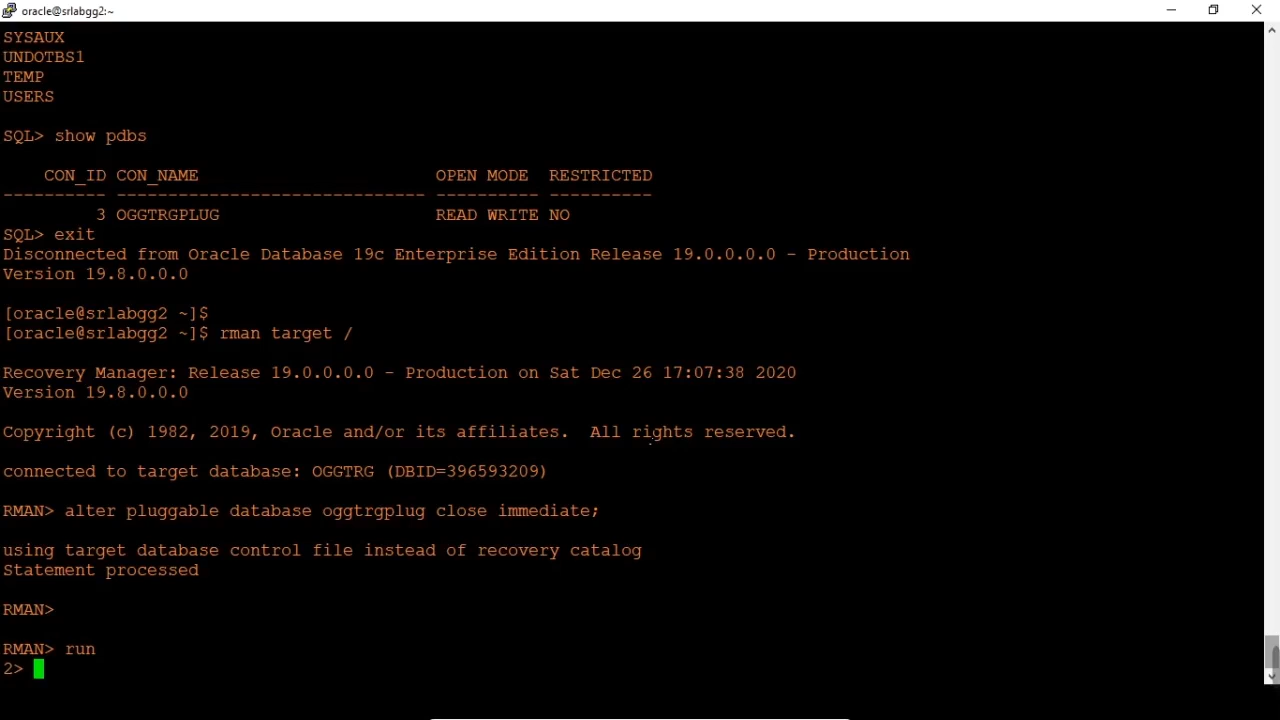 oracle@srlabgg2:~
SYSAUX
UNDOTBS1
TEMP
USERS
SQL> show pdbs
CON_ID CON_NAME OPEN MODE RESTRICTED
---------- ------------------------------ ---------- ----------
3 OGGTRGPLUG READ WRITE NO
SQL> exit
Disconnected from Oracle Database 19c Enterprise Edition Release 19.0.0.0.0 - Production
Version 19.8.0.0.0
[oracle@srlabgg2 ~]$
[oracle@srlabgg2 ~]$ rman target /
Recovery Manager: Release 19.0.0.0.0 - Production on Sat Dec 26 17:07:38 2020
Version 19.8.0.0.0
Copyright (c) 1982, 2019, Oracle and/or its affiliates.  All rights reserved.
connected to target database: OGGTRG (DBID=396593209)
RMAN> alter pluggable database oggtrgplug close immediate;
using target database control file instead of recovery catalog
Statement processed
RMAN>
RMAN> run
2>